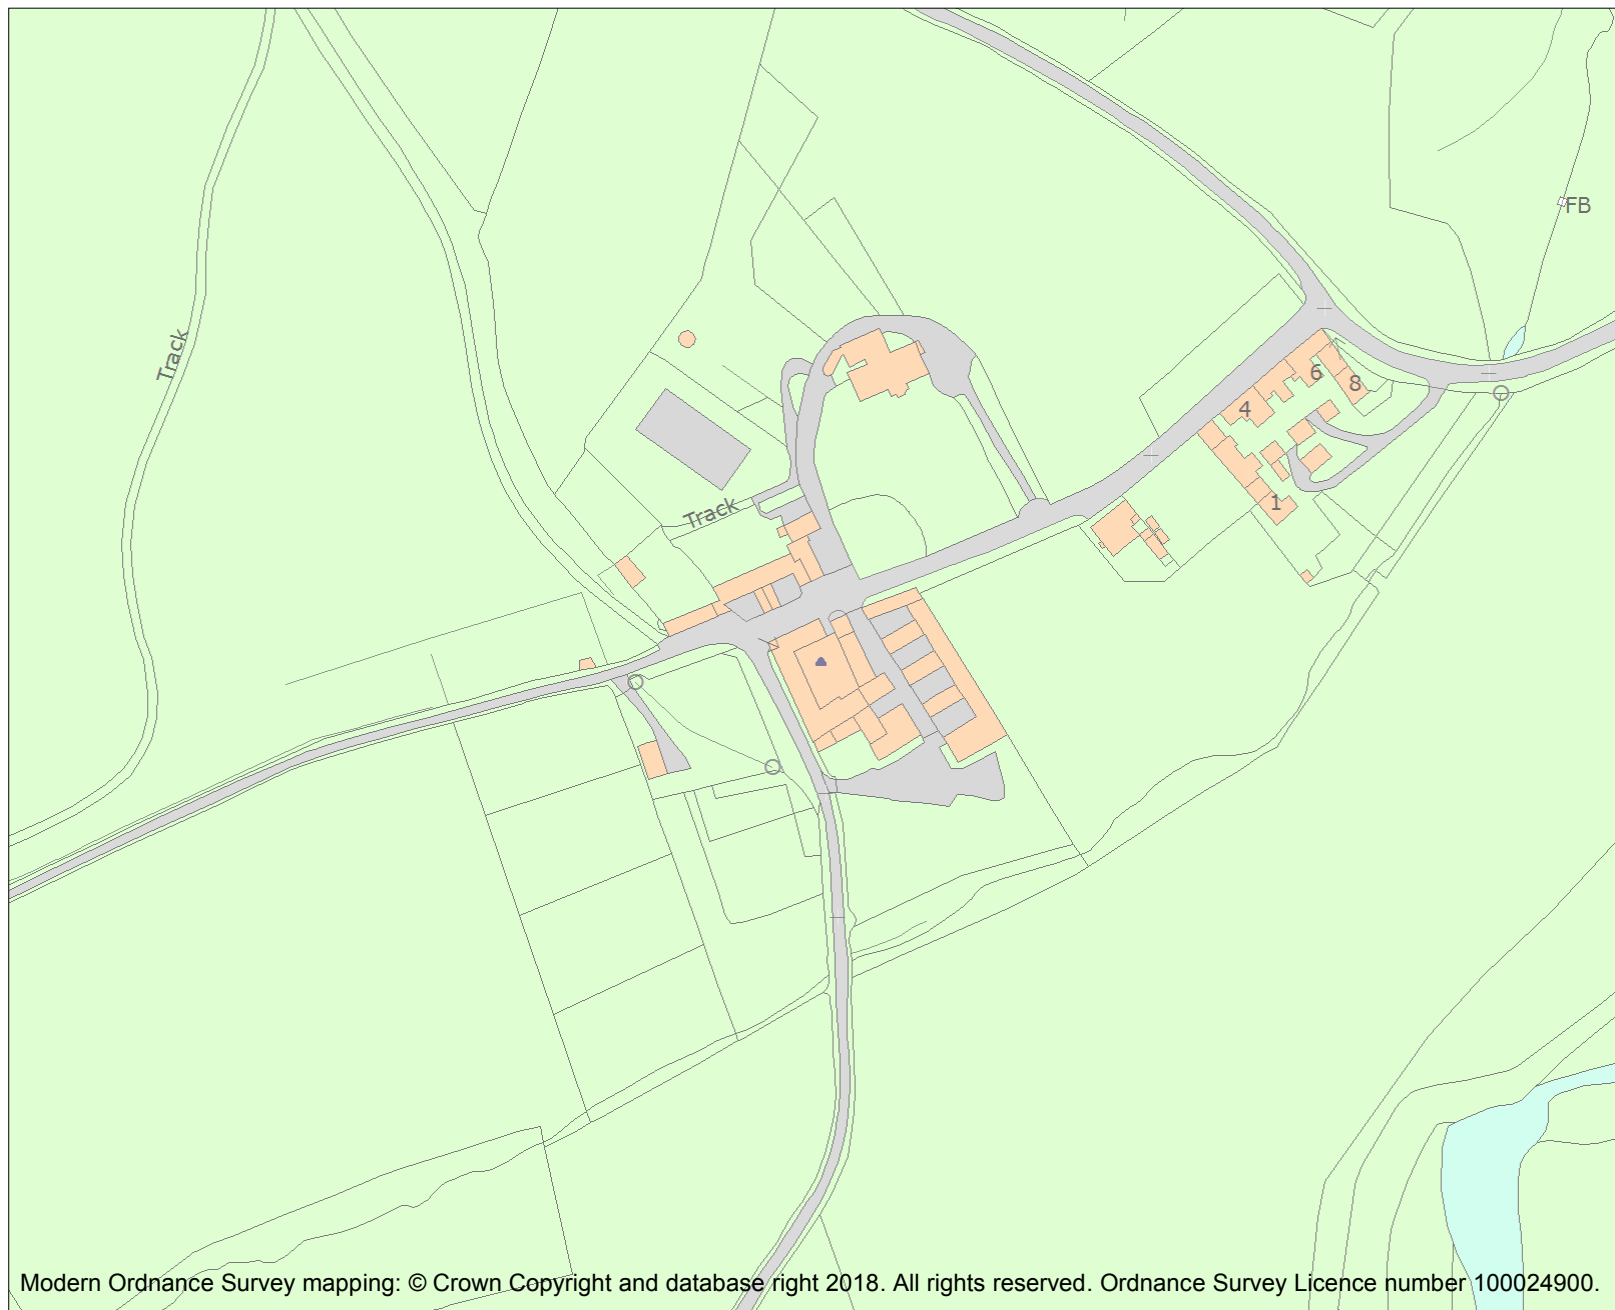 FB
Track
6
8
4
1
Track
Modern Ordnance Survey mapping: © Crown Copyright and database right 2018. All rights reserved. Ordnance Survey Licence number 100024900.